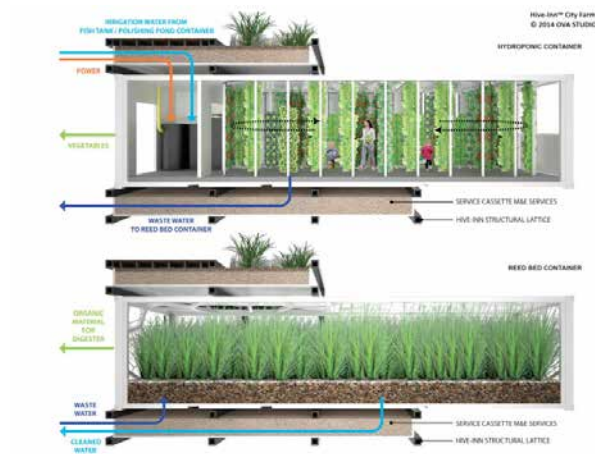 IRRIGATION WATER FROM
FISH TANK / POLISHING POND CONTAINER
Hive-Inn™ City Farm
© 2014 OVA STUDIO
HYDROPONIC CONTAINER
POWER
VEGETABLES
WASTE WATER
TO REED BED CONTAINER
SERVICE CASSETTE M&E SERVICES
HIVE-INN STRUCTURAL LATTICE
REED BED CONTAINER
ORGANIC
MATERIAL
FOR
DIGESTER
WASTE
WATER
CLEANED
WATER
SERVICE CASSETTE M&E SERVICES
HIVE-INN STRUCTURAL LATTICE